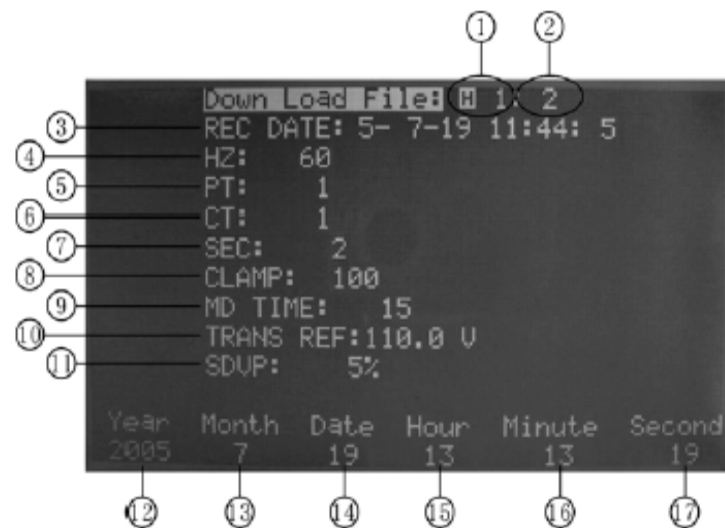 ① ②
Down Load File: H 1: 2
③ REC DATE: 5- 7-19 11:44: 5
④ HZ: 60
⑤ PT: 1
⑥ CT: 1
⑦ SEC: 2
⑧ CLAMP: 100
⑨ MD TIME: 15
⑩ TRANS REF:110.0 V
⑪ SDVP: 5%
Year Month Date Hour Minute Second
2005 7 19 13 13 19
⑫ ⑬ ⑭ ⑮ ⑯ ⑰